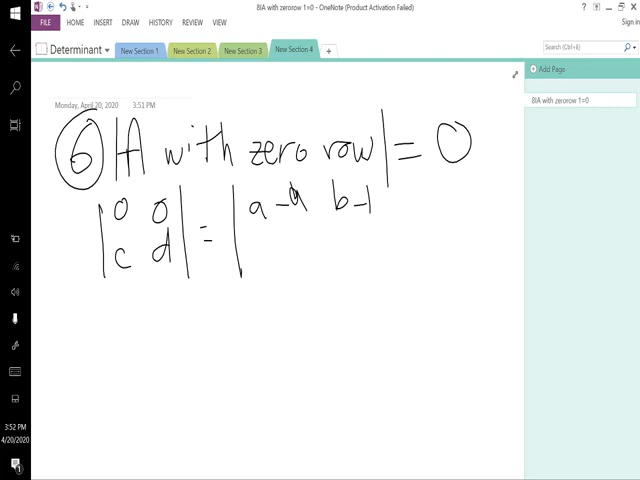 8IA with zerorow 1=0 - OneNote (Product Activation Failed)
FILE HOME INSERT DRAW HISTORY REVIEW VIEW
Sign in
Determinant New Section 1 New Section 2 New Section 3 New Section 4 +
Search (Ctrl+E)
Add Page
8IA with zerorow 1=0
Monday, April 20, 2020 3:51 PM
6 |A with zero row| = 0
|0 0| = |a-a b-1
|c d|
3:52 PM
4/20/2020